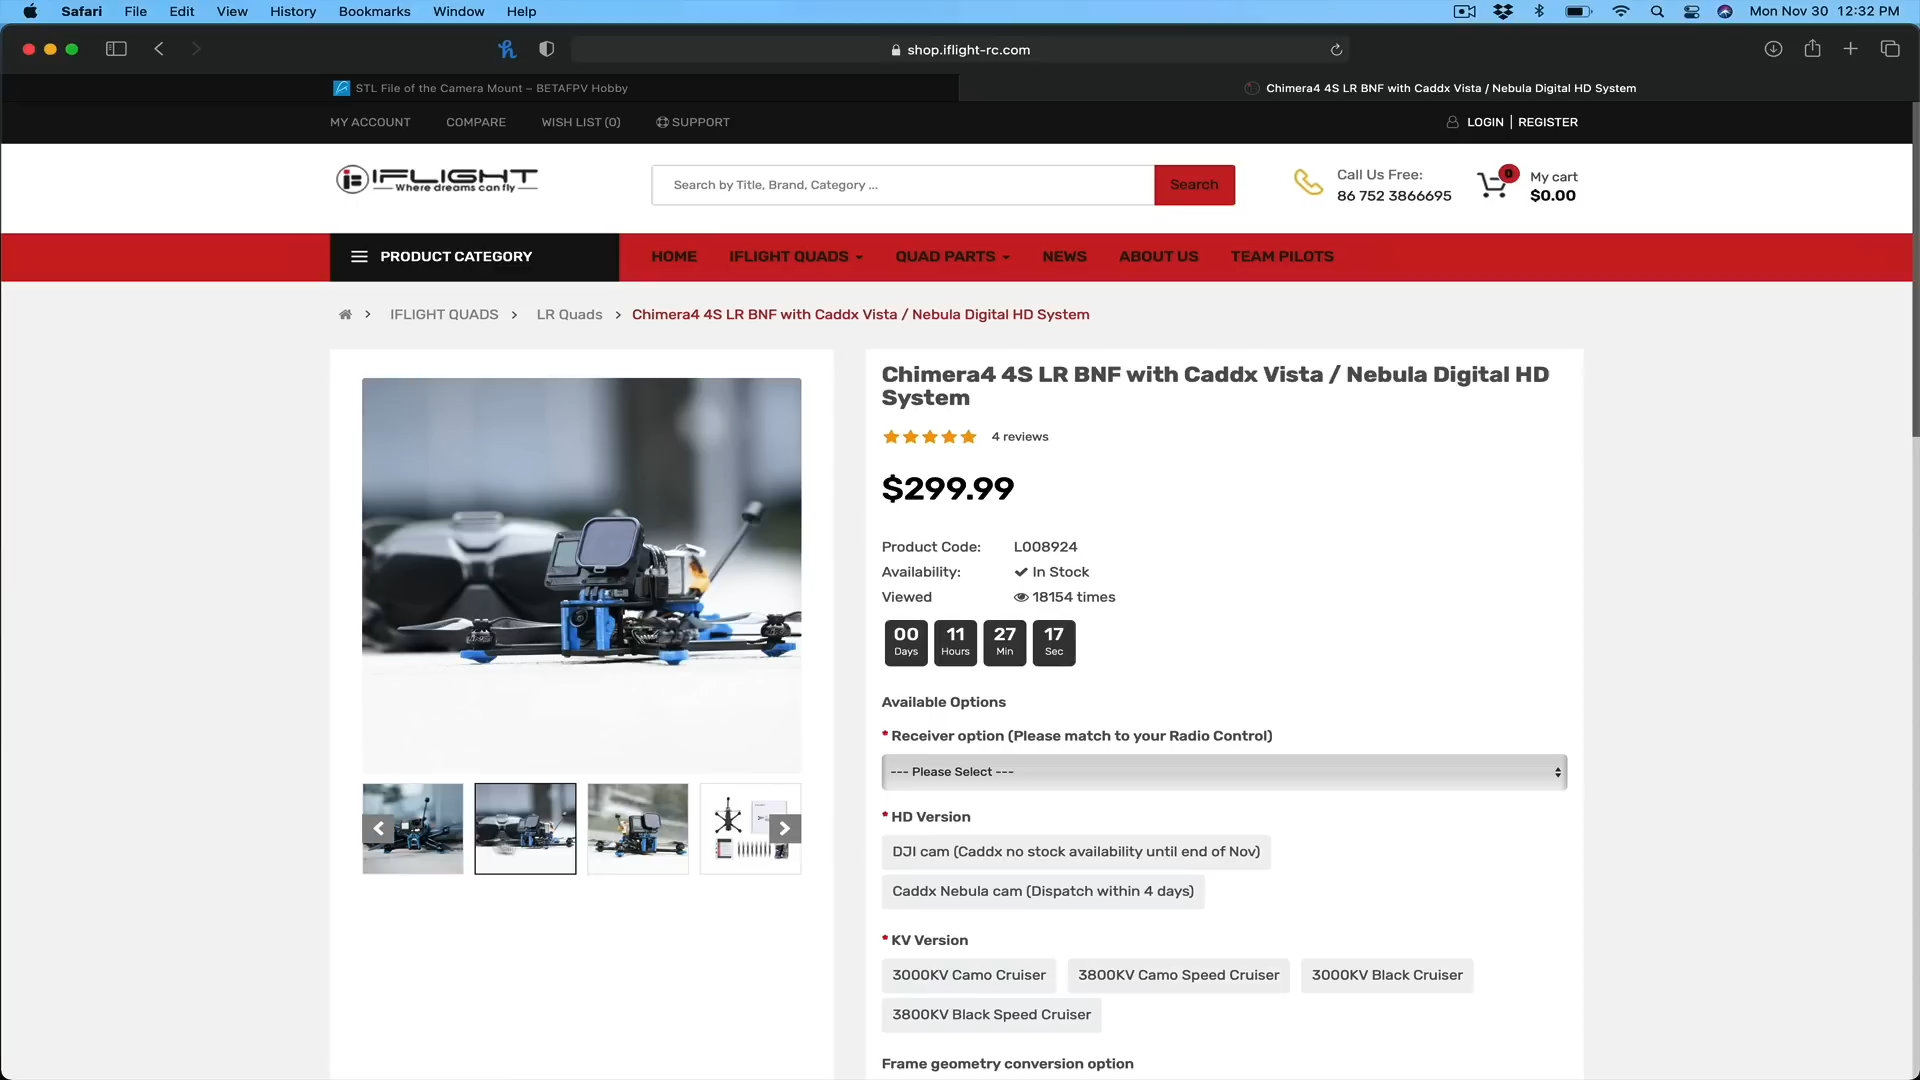 Safari File Edit View History Bookmarks Window Help Mon Nov 30 12:32 PM
shop.iflight-rc.com
STL File of the Camera Mount – BETAFPV Hobby Chimera4 4S LR BNF with Caddx Vista / Nebula Digital HD System
MY ACCOUNT COMPARE WISH LIST (0) SUPPORT LOGIN | REGISTER
IFLIGHT
Where dreams can fly
Search by Title, Brand, Category ... Search
Call Us Free:
86 752 3866695
0
My cart
$0.00
PRODUCT CATEGORY HOME IFLIGHT QUADS QUAD PARTS NEWS ABOUT US TEAM PILOTS
IFLIGHT QUADS > LR Quads > Chimera4 4S LR BNF with Caddx Vista / Nebula Digital HD System
Chimera4 4S LR BNF with Caddx Vista / Nebula Digital HD
System
4 reviews
$299.99
Product Code: L008924
Availability: In Stock
Viewed 18154 times
00 11 27 17
Days Hours Min Sec
Available Options
* Receiver option (Please match to your Radio Control)
--- Please Select ---
* HD Version
DJI cam (Caddx no stock availability until end of Nov)
Caddx Nebula cam (Dispatch within 4 days)
* KV Version
3000KV Camo Cruiser 3800KV Camo Speed Cruiser 3000KV Black Cruiser
3800KV Black Speed Cruiser
Frame geometry conversion option